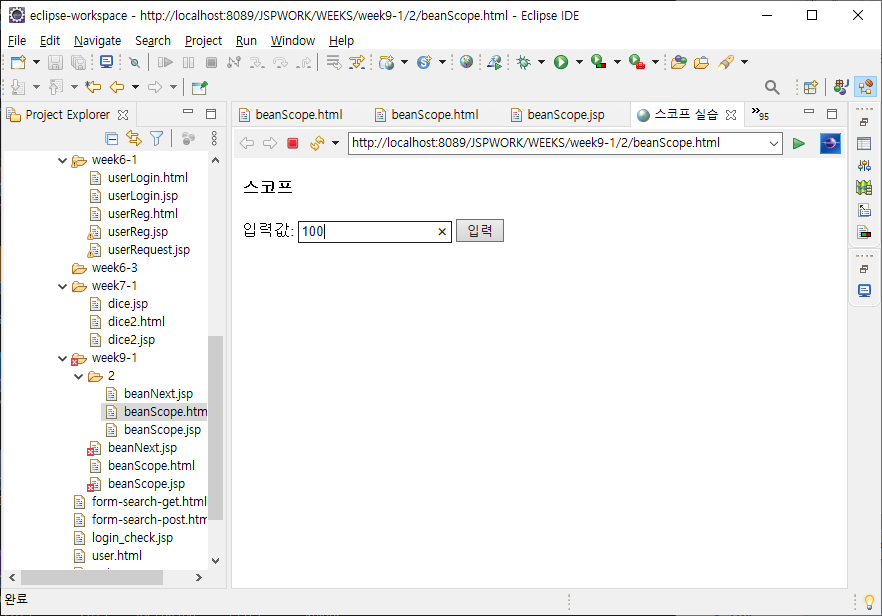 eclipse-workspace - http://localhost:8089/JSPWORK/WEEKS/week9-1/2/beanScope.html - Eclipse IDE
File Edit Navigate Search Project Run Window Help
Project Explorer
week6-1
userLogin.html
userLogin.jsp
userReg.html
userReg.jsp
userRequest.jsp
week6-3
week7-1
dice.jsp
dice2.html
dice2.jsp
week9-1
2
beanNext.jsp
beanScope.htm
beanScope.jsp
beanNext.jsp
beanScope.html
beanScope.jsp
form-search-get.html
form-search-post.htm
login_check.jsp
user.html
beanScope.html beanScope.html beanScope.jsp 스코프 실습 »95
http://localhost:8089/JSPWORK/WEEKS/week9-1/2/beanScope.html
스코프
입력값: 100 입력
완료